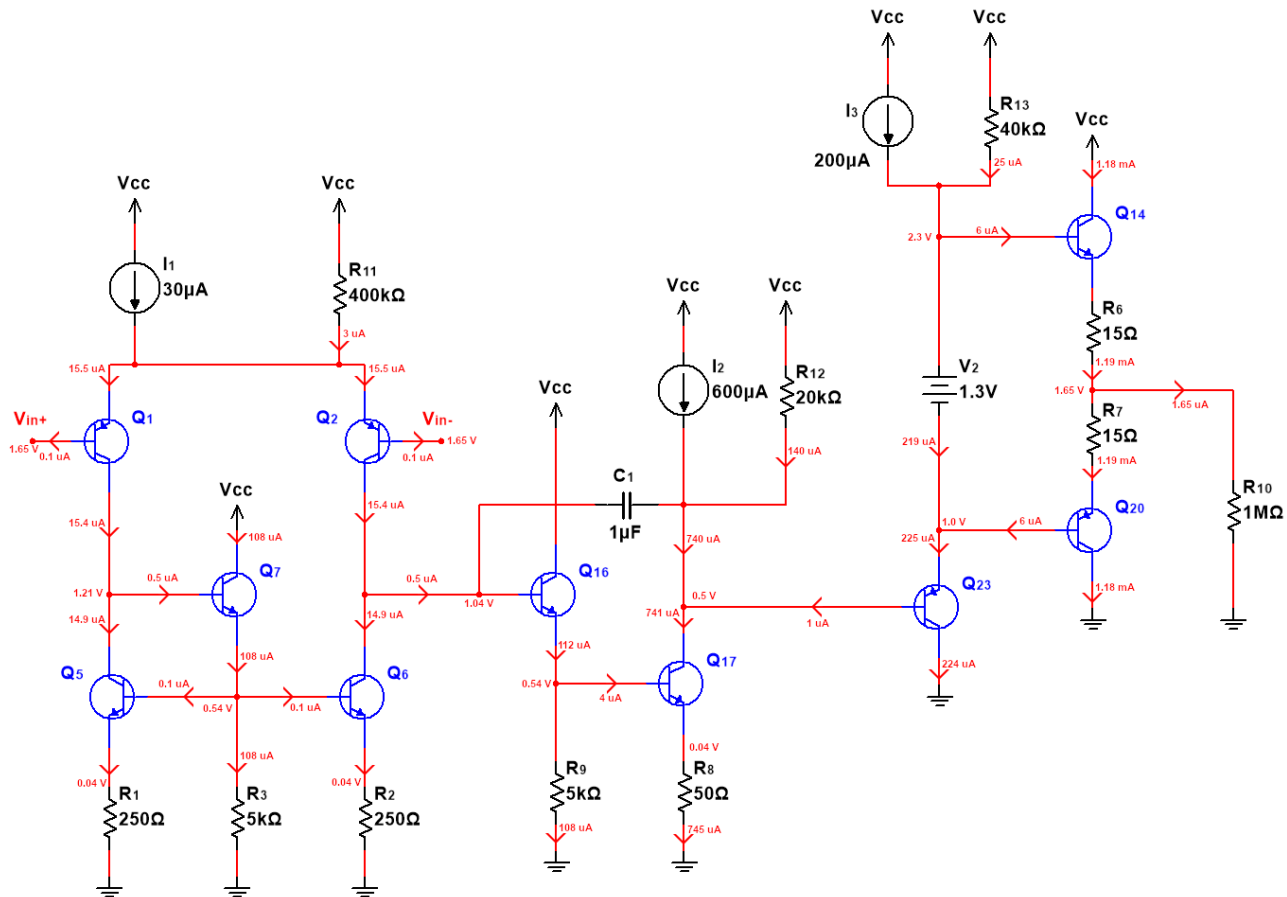 Vcc
Vcc
I3
200µA
R13
40kΩ
25 uA
Vcc
1.18 mA
Q14
2.3 V
6 uA
Vcc
Vcc
I1
30µA
R11
400kΩ
3 uA
15.5 uA
15.5 uA
Vcc
Vcc
I2
600µA
R12
20kΩ
140 uA
R6
15Ω
1.19 mA
1.65 V
1.65 uA
V2
1.3V
R7
15Ω
1.19 mA
219 uA
Vcc
Vin+
Q1
1.65 V
0.1 uA
Q2
Vin-
0.1 uA
1.65 V
C1
1µF
R10
1MΩ
15.4 uA
15.4 uA
Vcc
108 uA
Q7
1.21 V
0.5 uA
0.5 uA
1.04 V
Q16
740 uA
0.5 V
1 uA
225 uA
1.0 V
6 uA
Q20
Q23
1.18 mA
224 uA
14.9 uA
108 uA
14.9 uA
112 uA
741 uA
Q17
Q5
0.1 uA
0.54 V
0.1 uA
Q6
0.54 V
4 uA
108 uA
0.04 V
0.04 V
0.04 V
R1
250Ω
R3
5kΩ
R2
250Ω
R9
5kΩ
108 uA
R8
50Ω
745 uA